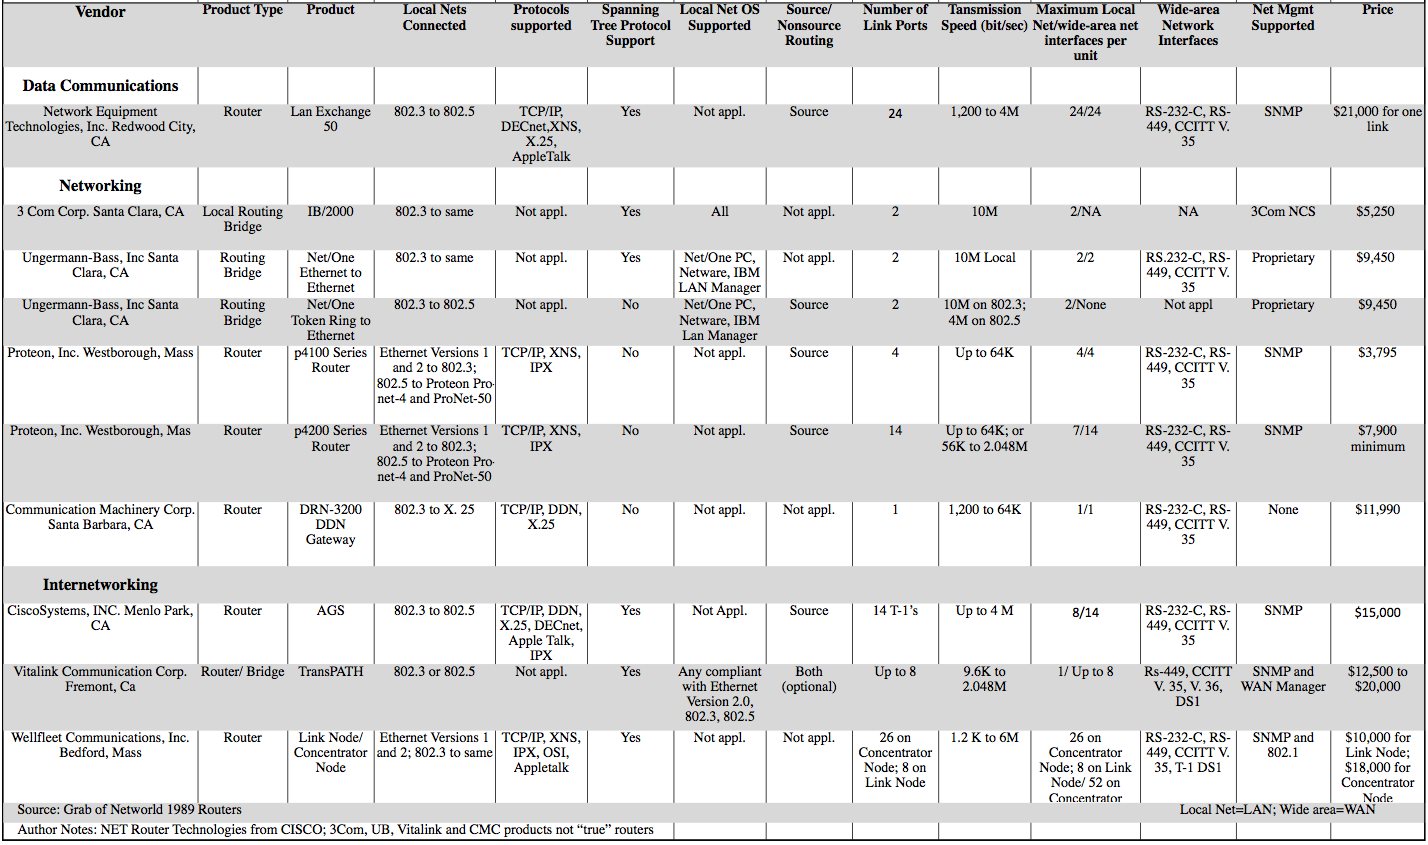 Vendor
Product Type
Product
Local Nets
Connected
Protocols
supported
Spanning
Tree Protocol
Support
Local Net OS
Supported
Source/
Nonsource
Routing
Number of
Link Ports
Tansmission
Speed (bit/sec)
Maximum Local
Net/wide-area net
interfaces per
unit
Wide-area
Network
Interfaces
Net Mgmt
Supported
Price
Data Communications
Network Equipment
Technologies, Inc. Redwood City,
CA
Router
Lan Exchange
50
802.3 to 802.5
TCP/IP,
DECnet,XNS,
X.25,
AppleTalk
Yes
Not appl.
Source
24
1,200 to 4M
24/24
RS-232-C, RS-
449, CCITT V.
35
SNMP
$21,000 for one
link
Networking
3 Com Corp. Santa Clara, CA
Local Routing
Bridge
IB/2000
802.3 to same
Not appl.
Yes
All
Not appl.
2
10M
2/NA
NA
3Com NCS
$5,250
Ungermann-Bass, Inc Santa
Clara, CA
Routing
Bridge
Net/One
Ethernet to
Ethernet
802.3 to same
Not appl.
Yes
Net/One PC,
Netware, IBM
LAN Manager
Not appl.
2
10M Local
2/2
RS.232-C, RS-
449, CCITT V.
35
Proprietary
$9,450
Ungermann-Bass, Inc Santa
Clara, CA
Routing
Bridge
Net/One
Token Ring to
Ethernet
802.3 to 802.5
Not appl.
No
Net/One PC,
Netware, IBM
Lan Manager
Source
2
10M on 802.3;
4M on 802.5
2/None
Not appl
Proprietary
$9,450
Proteon, Inc. Westborough, Mass
Router
p4100 Series
Router
Ethernet Versions 1
and 2 to 802.3;
802.5 to Proteon Pro-
net-4 and ProNet-50
TCP/IP, XNS,
IPX
No
Not appl.
Source
4
Up to 64K
4/4
RS-232-C, RS-
449, CCITT V.
35
SNMP
$3,795
Proteon, Inc. Westborough, Mas
Router
p4200 Series
Router
Ethernet Versions 1
and 2 to 802.3;
802.5 to Proteon Pro-
net-4 and ProNet-50
TCP/IP, XNS,
IPX
No
Not appl.
Source
14
Up to 64K; or
56K to 2.048M
7/14
RS-232-C, RS-
449, CCITT V.
35
SNMP
$7,900
minimum
Communication Machinery Corp.
Santa Barbara, CA
Router
DRN-3200
DDN
Gateway
802.3 to X. 25
TCP/IP, DDN,
X.25
No
Not appl.
Not appl.
1
1,200 to 64K
1/1
RS-232-C, RS-
449, CCITT V.
35
None
$11,990
Internetworking
CiscoSystems, INC. Menlo Park,
CA
Router
AGS
802.3 to 802.5
TCP/IP, DDN,
X.25, DECnet,
Apple Talk,
IPX
Yes
Not Appl.
Source
14 T-1's
Up to 4 M
8/14
RS-232-C, RS-
449, CCITT V.
35
SNMP
$15,000
Vitalink Communication Corp.
Fremont, Ca
Router/ Bridge
TransPATH
802.3 or 802.5
Not appl.
Yes
Any compliant
with Ethernet
Version 2.0,
802.3, 802.5
Both
(optional)
Up to 8
9.6K to
2.048M
1/ Up to 8
Rs-449, CCITT
V. 35, V. 36,
DS1
SNMP and
WAN Manager
$12,500 to
$20,000
Wellfleet Communications, Inc.
Bedford, Mass
Router
Link Node/
Concentrator
Node
Ethernet Versions 1
and 2; 802.3 to same
TCP/IP, XNS,
IPX, OSI,
Appletalk
Yes
Not appl.
Not appl.
26 on
Concentrator
Node; 8 on
Link Node
1.2 K to 6M
26 on
Concentrator
Node; 8 on Link
Node/ 52 on
Concentrator
RS-232-C, RS-
449, CCITT V.
35, T-1 DS1
SNMP and
802.1
$10,000 for
Link Node;
$18,000 for
Concentrator
Node
Source: Grab of Networld 1989 Routers
Local Net=LAN; Wide area=WAN
Author Notes: NET Router Technologies from CISCO; 3Com, UB, Vitalink and CMC products not “true” routers